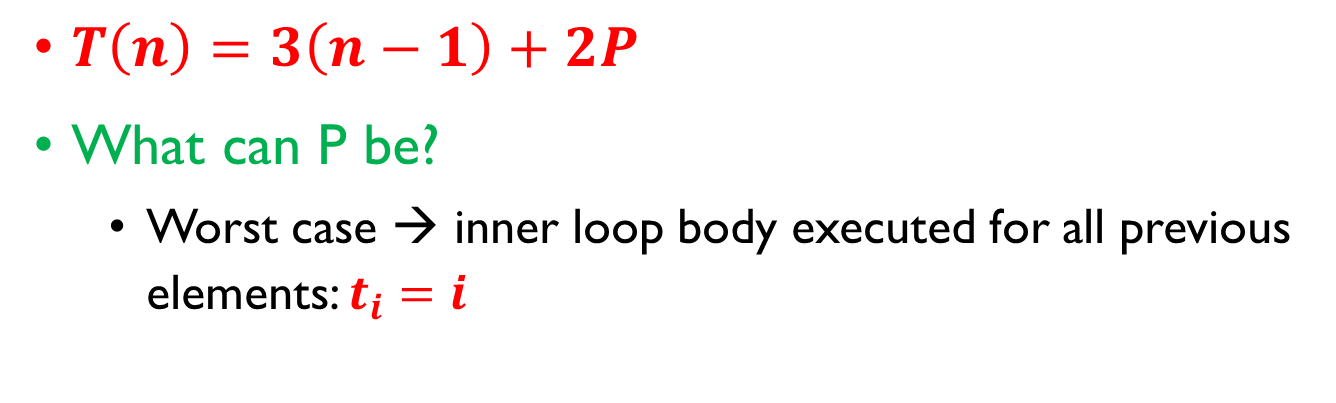 • T(n) = 3(n − 1) + 2P
• What can P be?
• Worst case → inner loop body executed for all previous
elements: tᵢ = i